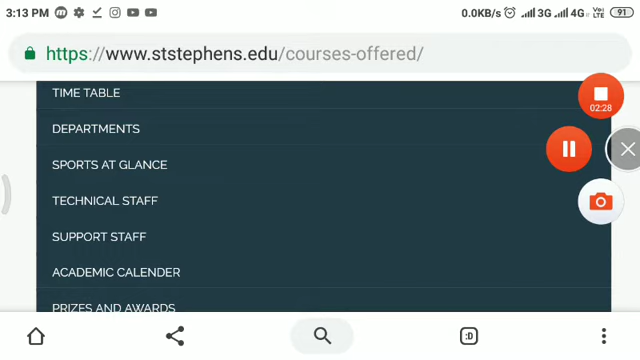 3:13 PM
0.0KB/s 3G 4G VoLTE 91
https://www.ststephens.edu/courses-offered/
TIME TABLE
02:28
DEPARTMENTS
SPORTS AT GLANCE
TECHNICAL STAFF
SUPPORT STAFF
ACADEMIC CALENDER
PRIZES AND AWARDS
:D